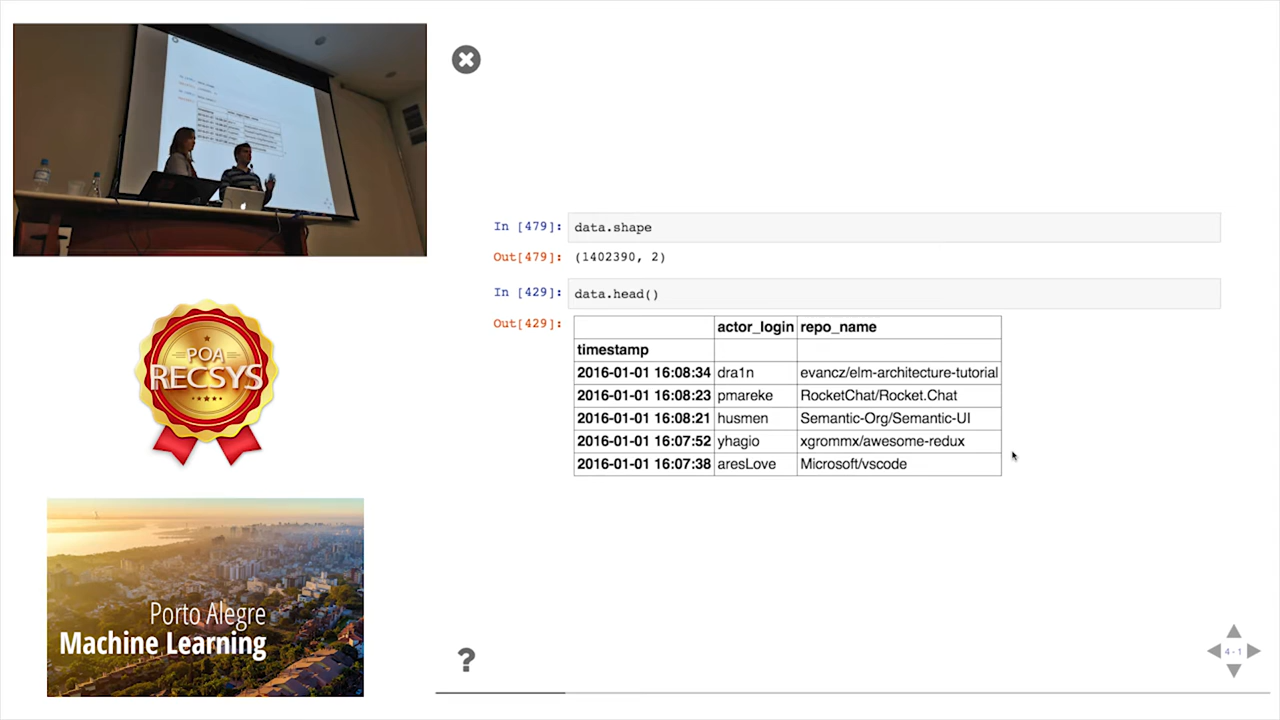 POA
RECSYS
Porto Alegre
Machine Learning
In [479]: data.shape
Out[479]: (1402390, 2)
In [429]: data.head()
Out[429]:
actor_login repo_name
timestamp
2016-01-01 16:08:34 dra1n evancz/elm-architecture-tutorial
2016-01-01 16:08:23 pmareke RocketChat/Rocket.Chat
2016-01-01 16:08:21 husmen Semantic-Org/Semantic-UI
2016-01-01 16:07:52 yhagio xgrommx/awesome-redux
2016-01-01 16:07:38 aresLove Microsoft/vscode
?
4 - 1